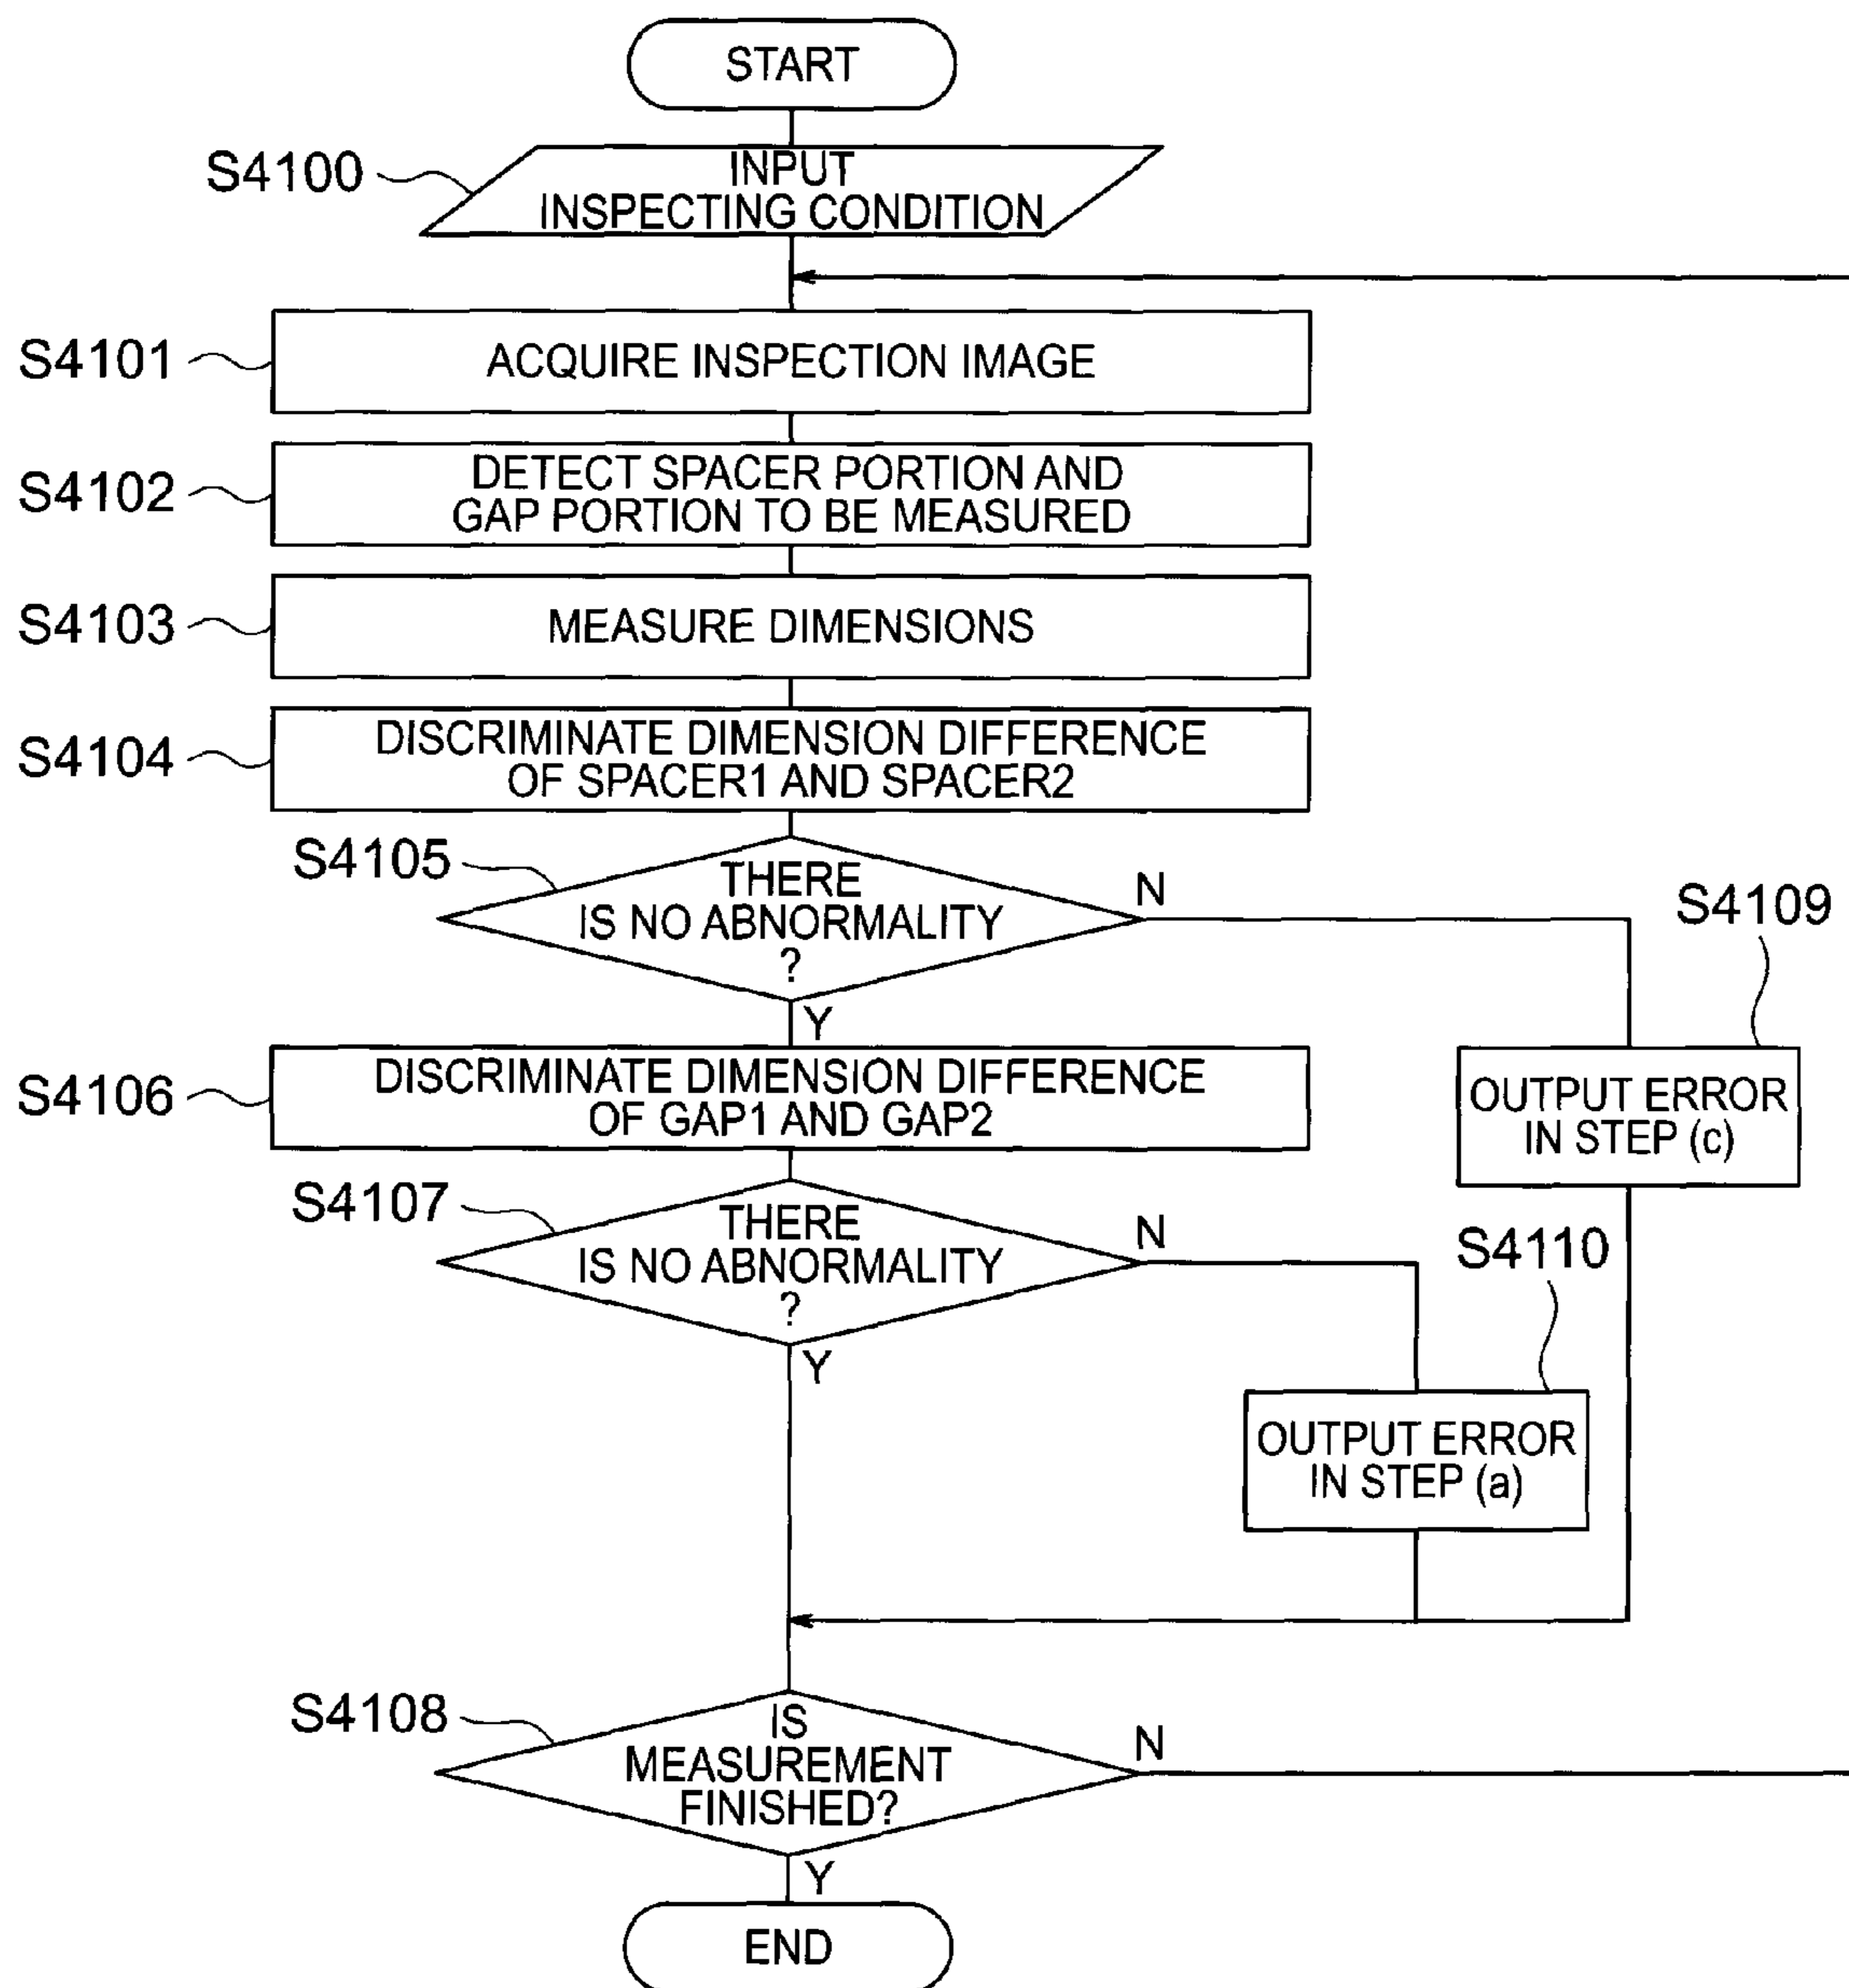 START
S4100
INPUT
INSPECTING CONDITION
S4101
ACQUIRE INSPECTION IMAGE
S4102
DETECT SPACER PORTION AND
GAP PORTION TO BE MEASURED
S4103
MEASURE DIMENSIONS
S4104
DISCRIMINATE DIMENSION DIFFERENCE
OF SPACER1 AND SPACER2
S4105
THERE
IS NO ABNORMALITY
?
N
Y
S4109
OUTPUT ERROR
IN STEP (c)
S4106
DISCRIMINATE DIMENSION DIFFERENCE
OF GAP1 AND GAP2
S4107
THERE
IS NO ABNORMALITY
?
N
Y
S4110
OUTPUT ERROR
IN STEP (a)
S4108
IS
MEASUREMENT
FINISHED?
N
Y
END